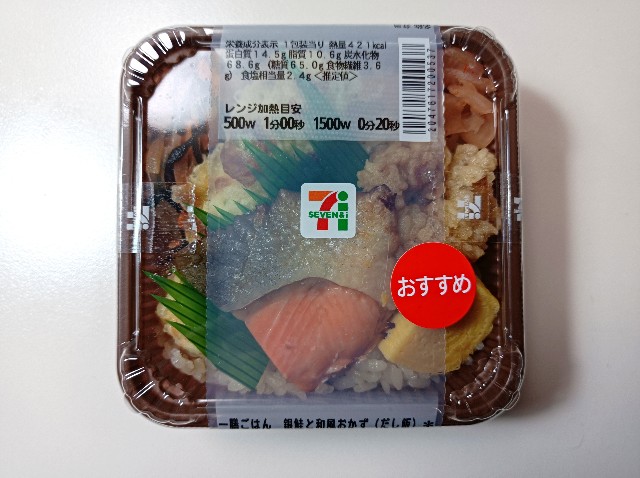 栄養成分表示 1包装当り 熱量421kcal
蛋白質14.5g 脂質10.6g 炭水化物
68.6g (糖質65.0g 食物繊維3.6
g) 食塩相当量2.4g <推定値>
レンジ加熱目安
500W 1分00秒 1500W 0分20秒
7i
SEVEN&i
おすすめ
一膳ごはん 銀鮭と和風おかず(だし飯)